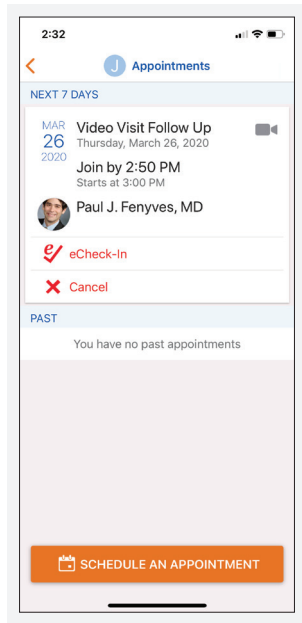 2:32
J Appointments
NEXT 7 DAYS
MAR
26
2020
Video Visit Follow Up
Thursday, March 26, 2020
Join by 2:50 PM
Starts at 3:00 PM
Paul J. Fenyves, MD
eCheck-In
Cancel
PAST
You have no past appointments
SCHEDULE AN APPOINTMENT